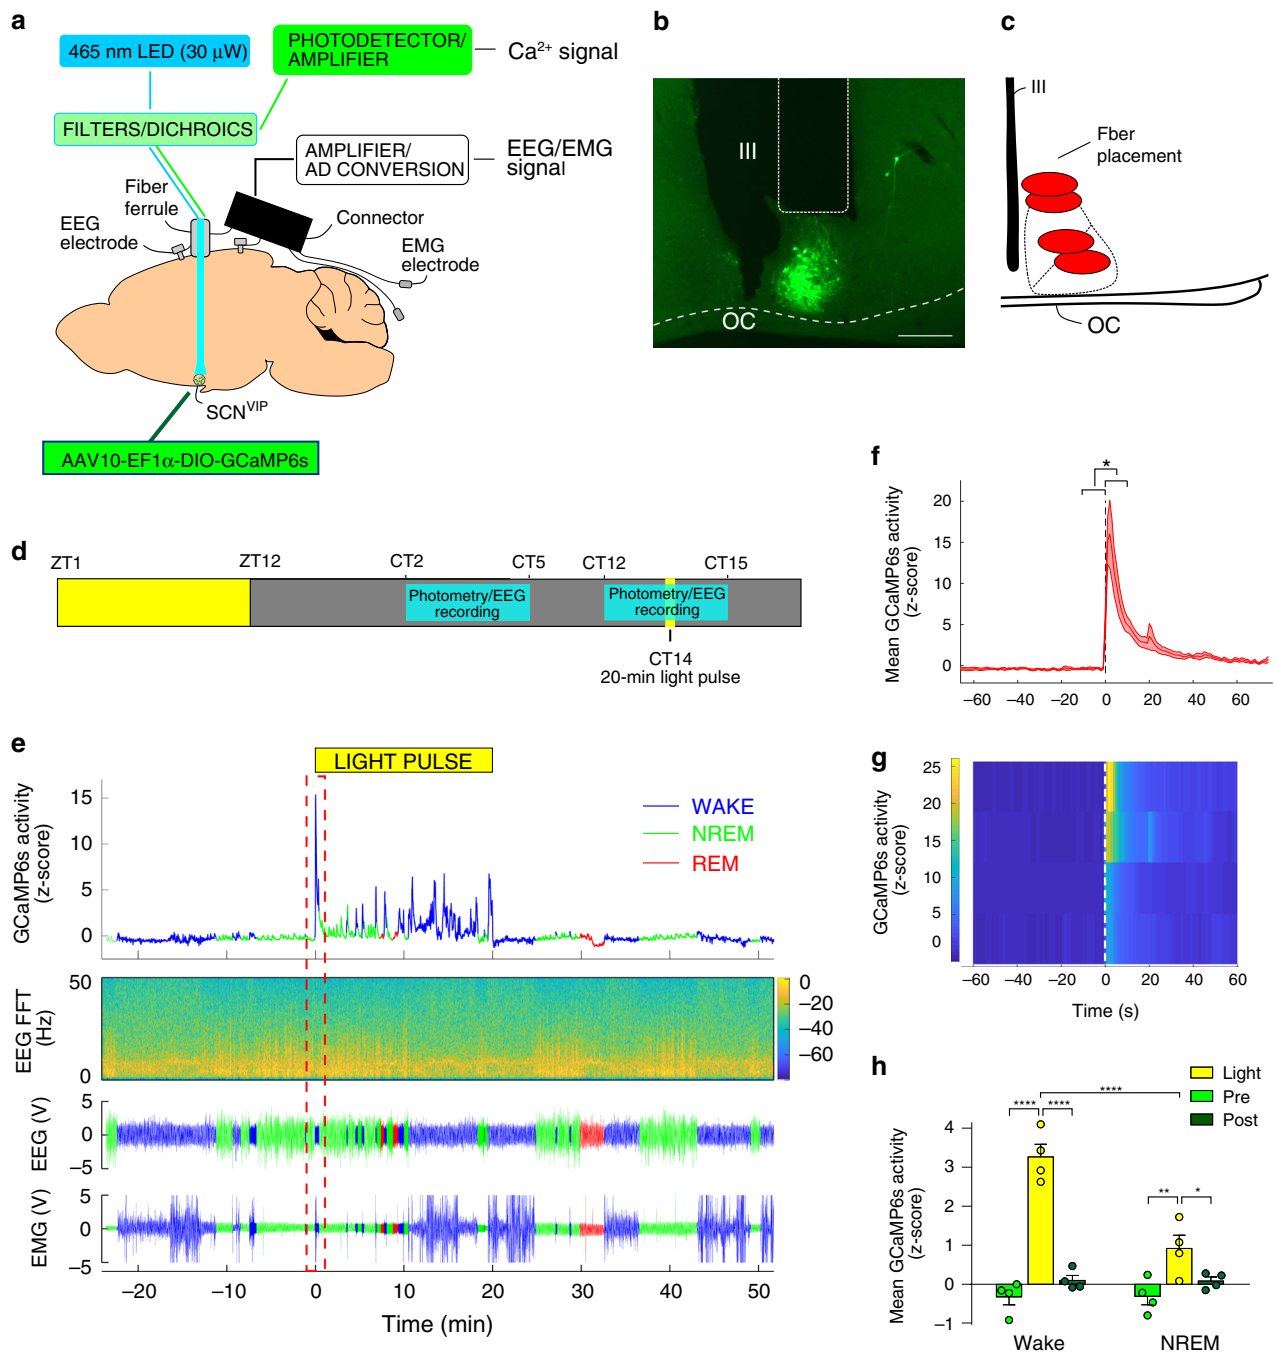 a
465 nm LED (30 μW)
PHOTODETECTOR/
AMPLIFIER
Ca²⁺ signal
FILTERS/DICHROICS
AMPLIFIER/
AD CONVERSION
EEG/EMG
signal
Fiber
ferrule
EEG
electrode
Connector
EMG
electrode
SCN^VIP
AAV10-EF1α-DIO-GCaMP6s
b
III
OC
c
III
Fber
placement
OC
d
ZT1
ZT12
CT2
CT5
CT12
CT15
Photometry/EEG
recording
Photometry/EEG
recording
CT14
20-min light pulse
e
LIGHT PULSE
GCaMP6s activity
(z-score)
15
10
5
0
WAKE
NREM
REM
EEG FFT
(Hz)
50
0
0
−20
−40
−60
EEG (V)
5
0
−5
EMG (V)
5
0
−5
−20
−10
0
10
20
30
40
50
Time (min)
f
*
Mean GCaMP6s activity
(z-score)
20
15
10
5
0
−60
−40
−20
0
20
40
60
g
GCaMP6s activity
(z-score)
25
20
15
10
5
0
−60
−40
−20
0
20
40
60
Time (s)
h
Light
Pre
Post
****
****
****
**
*
Mean GCaMP6s activity
(z-score)
4
3
2
1
0
−1
Wake
NREM